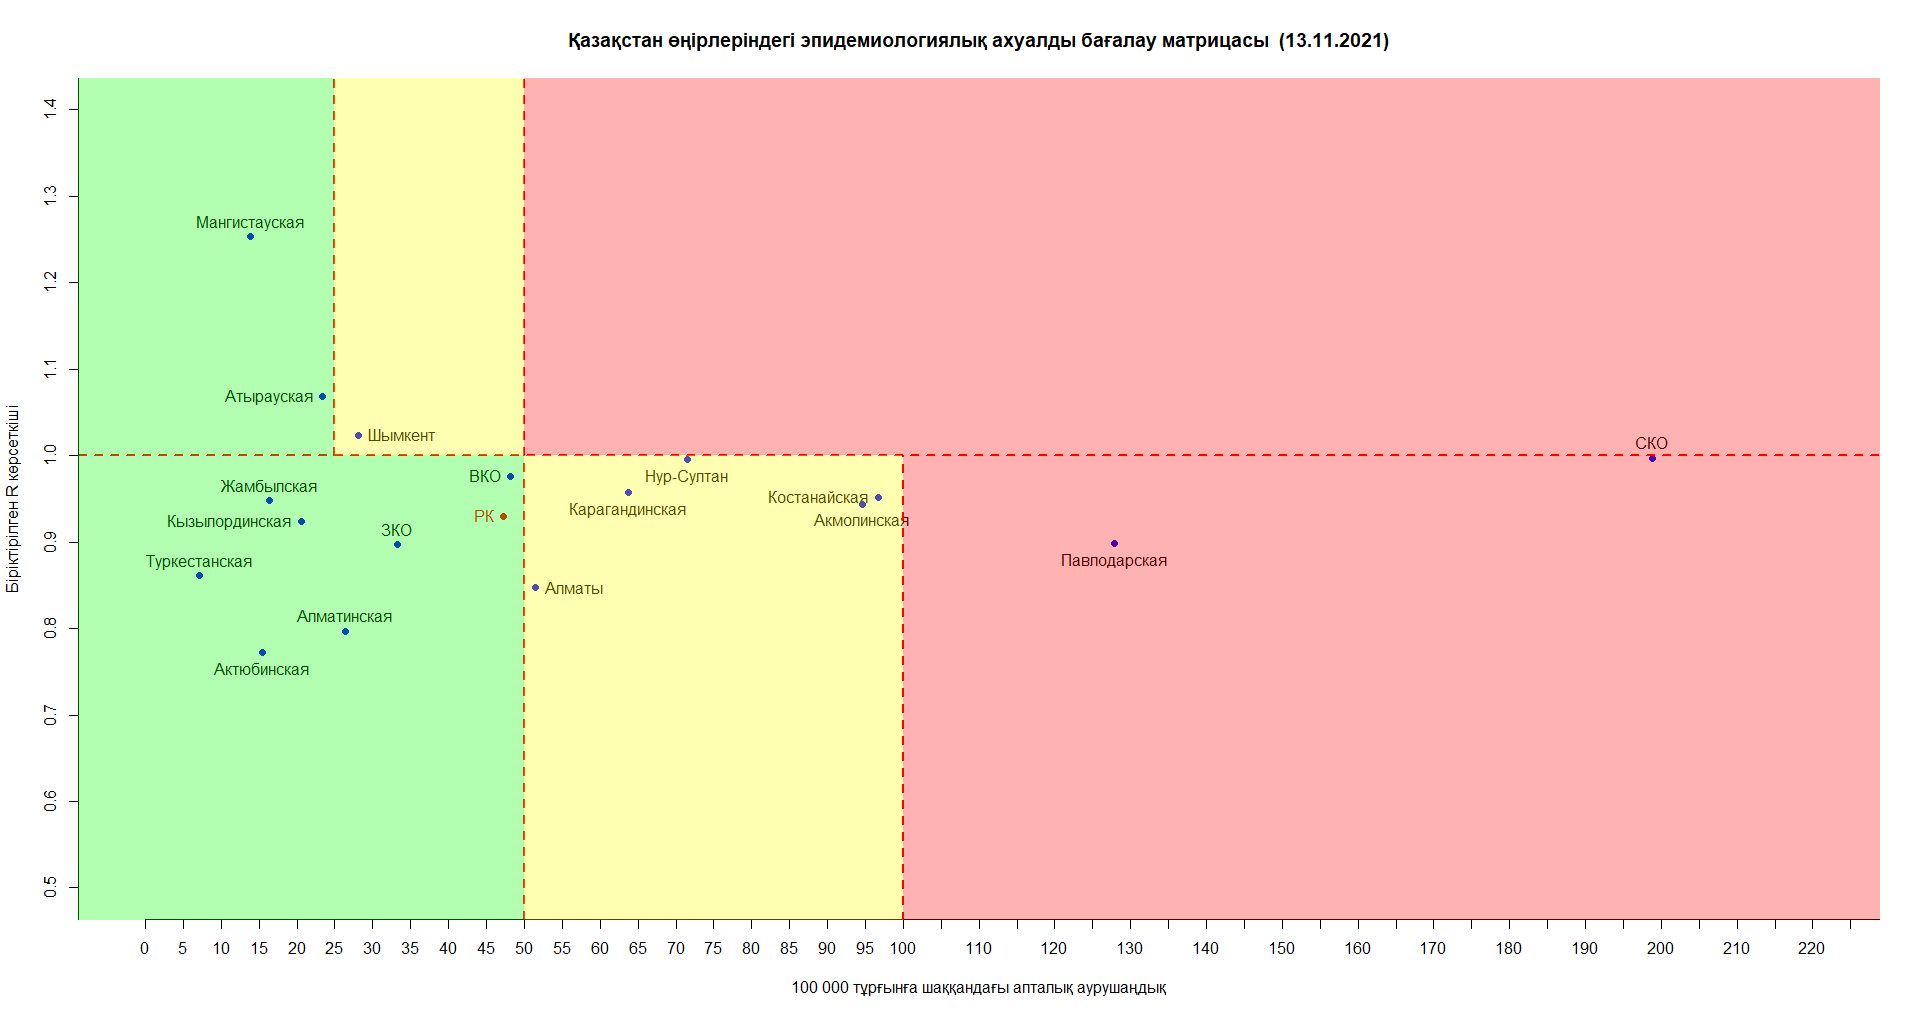 Қазақстан өңірлеріндегі эпидемиологиялық ахуалды бағалау матрицасы (13.11.2021)
Біріктірілген R көрсеткіші
1.4
1.3
1.2
1.1
1.0
0.9
0.8
0.7
0.6
0.5
Мангистауская
Атырауская
Шымкент
СКО
ВКО
Нур-Султан
Жамбылская
Костанайская
Карагандинская
РК
Кызылординская
Акмолинская
ЗКО
Туркестанская
Павлодарская
Алматы
Алматинская
Актюбинская
0 5 10 15 20 25 30 35 40 45 50 55 60 65 70 75 80 85 90 95 100 110 120 130 140 150 160 170 180 190 200 220
100 000 тұрғынға шаққандағы апталық аурушаңдық